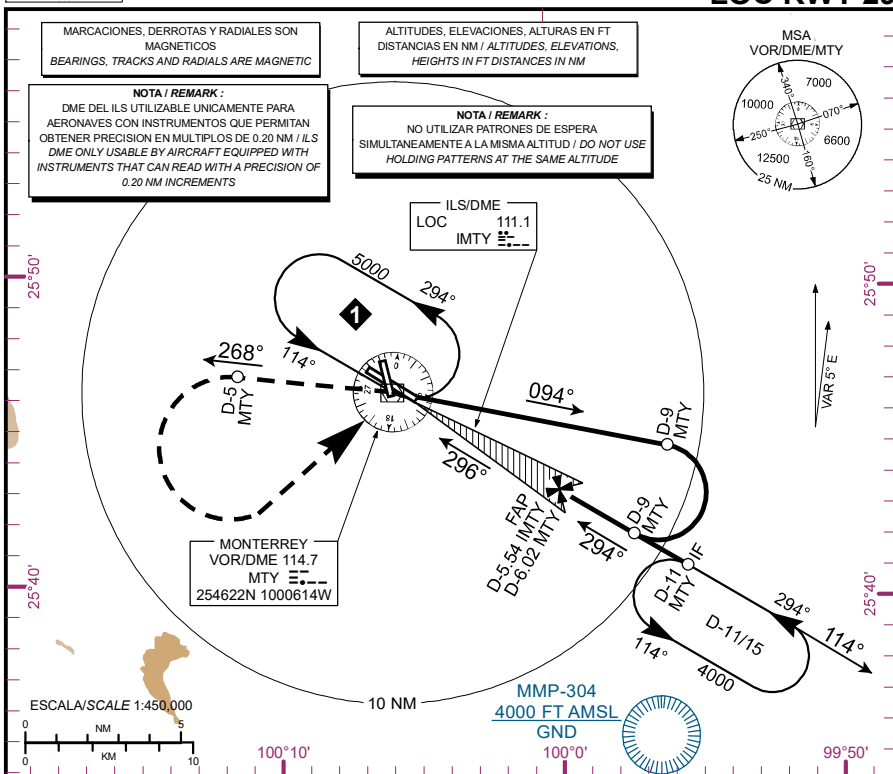 MARCACIONES, DERROTAS Y RADIALES SON
MAGNETICOS
BEARINGS, TRACKS AND RADIALS ARE MAGNETIC
ALTITUDES, ELEVACIONES, ALTURAS EN FT
DISTANCIAS EN NM / ALTITUDES, ELEVATIONS,
HEIGHTS IN FT DISTANCES IN NM
MSA
VOR/DME/MTY
340°
7000
070°
10000
250°
6600
12500
160°
25 NM
NOTA / REMARK :
DME DEL ILS UTILIZABLE UNICAMENTE PARA
AERONAVES CON INSTRUMENTOS QUE PERMITAN
OBTENER PRECISION EN MULTIPLOS DE 0.20 NM / ILS
DME ONLY USABLE BY AIRCRAFT EQUIPPED WITH
INSTRUMENTS THAT CAN READ WITH A PRECISION OF
0.20 NM INCREMENTS
NOTA / REMARK :
NO UTILIZAR PATRONES DE ESPERA
SIMULTANEAMENTE A LA MISMA ALTITUD / DO NOT USE
HOLDING PATTERNS AT THE SAME ALTITUDE
ILS/DME
LOC 111.1
IMTY
25°50'
25°50'
5000
294°
1
114°
268°
D-5
MTY
0
27
18
094°
D-9
MTY
VAR 5° E
296°
FAP
D-5.54 IMTY
D-6.02 MTY
294°
D-9
MTY
IF
D-11
MTY
MONTERREY
VOR/DME 114.7
MTY
254622N 1000614W
25°40'
25°40'
D-11/15
294°
114°
114°
4000
MMP-304
4000 FT AMSL
GND
10 NM
ESCALA/SCALE 1:450,000
0 NM 5
0 KM 10
100°10'
100°0'
99°50'